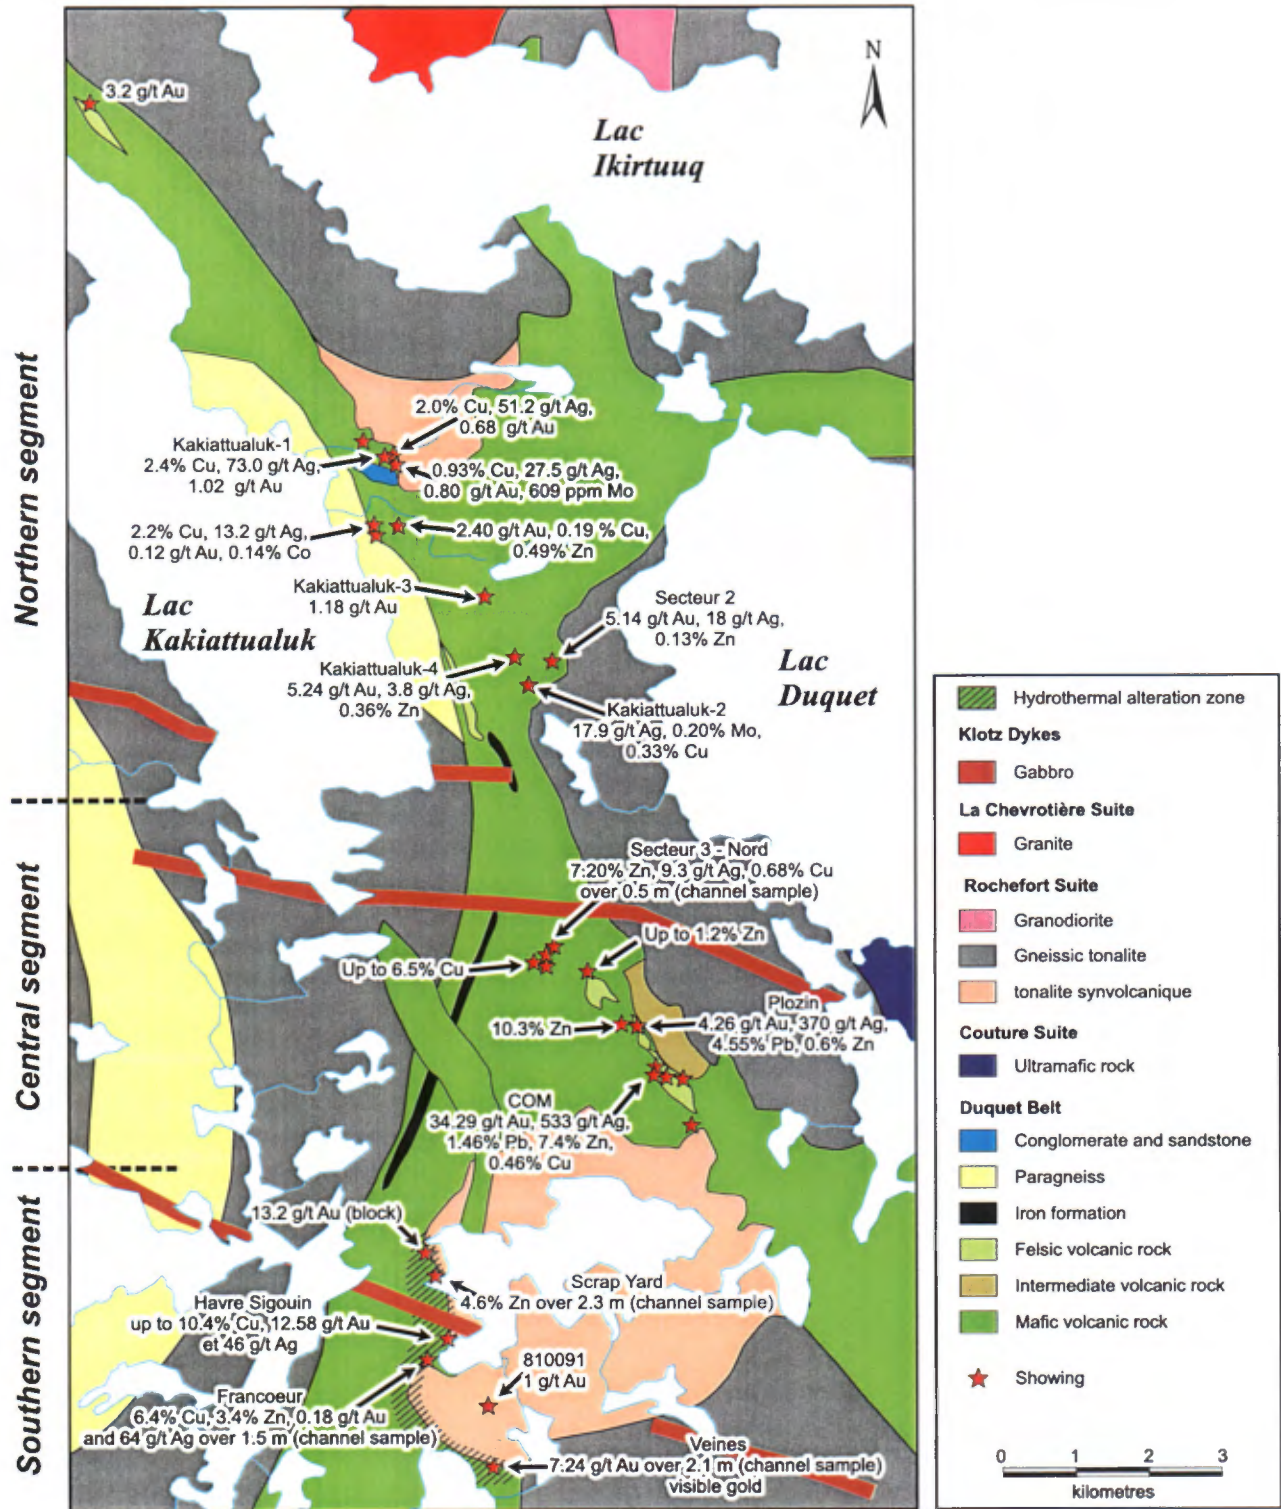 N
3.2 g/t Au
Lac
Ikirtuuq
Northern segment
2.0% Cu, 51.2 g/t Ag,
0.68 g/t Au
Kakiattualuk-1
2.4% Cu, 73.0 g/t Ag,
1.02 g/t Au
0.93% Cu, 27.5 g/t Ag,
0.80 g/t Au, 609 ppm Mo
2.2% Cu, 13.2 g/t Ag,
0.12 g/t Au, 0.14% Co
2.40 g/t Au, 0.19 % Cu,
0.49% Zn
Kakiattualuk-3
1.18 g/t Au
Lac
Kakiattualuk
Secteur 2
5.14 g/t Au, 18 g/t Ag,
0.13% Zn
Lac
Duquet
Kakiattualuk-4
5.24 g/t Au, 3.8 g/t Ag,
0.36% Zn
Kakiattualuk-2
17.9 g/t Ag, 0.20% Mo,
0.33% Cu
Central segment
Secteur 3 - Nord
7.20% Zn, 9.3 g/t Ag, 0.68% Cu
over 0.5 m (channel sample)
Up to 1.2% Zn
Up to 6.5% Cu
Plozin
4.26 g/t Au, 370 g/t Ag,
4.55% Pb, 0.6% Zn
10.3% Zn
COM
34.29 g/t Au, 533 g/t Ag,
1.46% Pb, 7.4% Zn,
0.46% Cu
Southern segment
13.2 g/t Au (block)
Scrap Yard
4.6% Zn over 2.3 m (channel sample)
Havre Sigouin
up to 10.4% Cu, 12.58 g/t Au
et 46 g/t Ag
810091
1 g/t Au
Francoeur
6.4% Cu, 3.4% Zn, 0.18 g/t Au
and 64 g/t Ag over 1.5 m (channel sample)
Veines
7.24 g/t Au over 2.1 m (channel sample)
visible gold
Hydrothermal alteration zone
Klotz Dykes
Gabbro
La Chevrotière Suite
Granite
Rochefort Suite
Granodiorite
Gneissic tonalite
tonalite synvolcanique
Couture Suite
Ultramafic rock
Duquet Belt
Conglomerate and sandstone
Paragneiss
Iron formation
Felsic volcanic rock
Intermediate volcanic rock
Mafic volcanic rock
Showing
0 1 2 3
kilometres